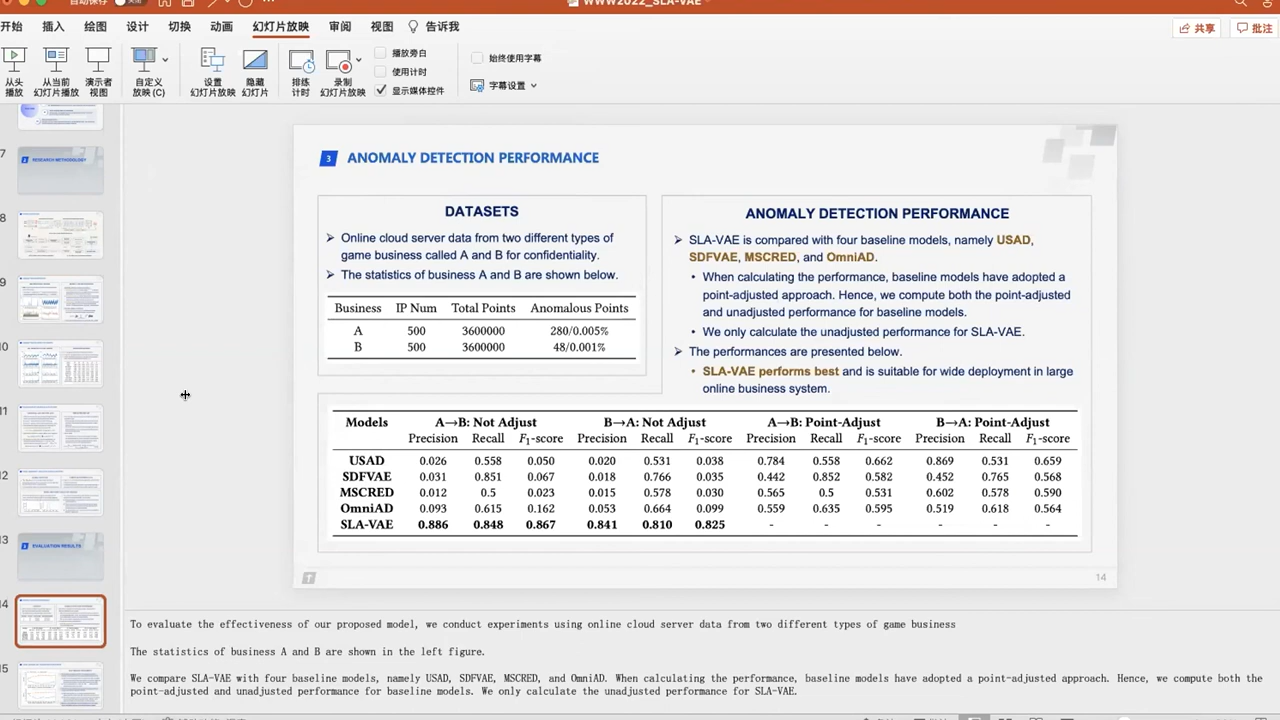 自动保存
WWW2022_SLA-VAE
开始 插入 绘图 设计 切换 动画 幻灯片放映 审阅 视图 告诉我
共享 批注
从头播放
从当前幻灯片播放
演示者视图
自定义放映 (C)
设置幻灯片放映
隐藏幻灯片
排练计时
录制幻灯片放映
播放旁白
使用计时
显示媒体控件
始终使用字幕
字幕设置
7
RESEARCH METHODOLOGY
8
9
10
11
12
13
EVALUATION RESULTS
14
15
3 ANOMALY DETECTION PERFORMANCE
DATASETS
Online cloud server data from two different types of
game business called A and B for confidentiality.
The statistics of business A and B are shown below.
Business IP Num Total Points Anomalous Points
A 500 3600000 280/0.005%
B 500 3600000 48/0.001%
ANOMALY DETECTION PERFORMANCE
SLA-VAE is compared with four baseline models, namely USAD,
SDFVAE, MSCRED, and OmniAD.
• When calculating the performance, baseline models have adopted a
point-adjusted approach. Hence, we compute both the point-adjusted
and unadjusted performance for baseline models.
• We only calculate the unadjusted performance for SLA-VAE.
The performances are presented below.
• SLA-VAE performs best and is suitable for wide deployment in large
online business system.
Models A→B: Not Adjust B→A: Not Adjust A→B: Point-Adjust B→A: Point-Adjust
Precision Recall F1-score Precision Recall F1-score Precision Recall F1-score Precision Recall F1-score
USAD 0.026 0.558 0.050 0.020 0.531 0.038 0.784 0.558 0.662 0.869 0.531 0.659
SDFVAE 0.031 0.067 0.018 0.766 0.035 0.442 0.852 0.582 0.452 0.765 0.568
MSCRED 0.012 0.5 0.023 0.015 0.578 0.030 0.565 0.5 0.531 0.602 0.578 0.590
OmniAD 0.093 0.615 0.162 0.053 0.664 0.099 0.559 0.635 0.595 0.519 0.618 0.564
SLA-VAE 0.886 0.848 0.867 0.841 0.810 0.825 - - - - - -
14
To evaluate the effectiveness of our proposed model, we conduct experiments using online cloud server data from two different types of game business
The statistics of business A and B are shown in the left figure.
We compare SLA-VAE with four baseline models, namely USAD, SDFVAE, MSCRED, and OmniAD. When calculating the performance, baseline models have adopted a point-adjusted approach. Hence, we compute both the
point-adjusted and unadjusted performance for baseline models. We only calculate the unadjusted performance for SLA-VAE.